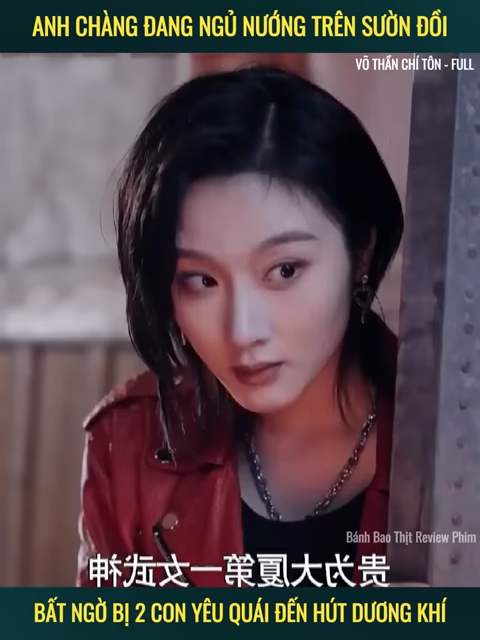 ANH CHÀNG ĐANG NGỦ NƯỚNG TRÊN SƯỜN ĐỒI
VÕ THẦN CHÍ TÔN - FULL
Bánh Bao Thịt Review Phim
贵为大厦第一女武神
BẤT NGỜ BỊ 2 CON YÊU QUÁI ĐẾN HÚT DƯƠNG KHÍ